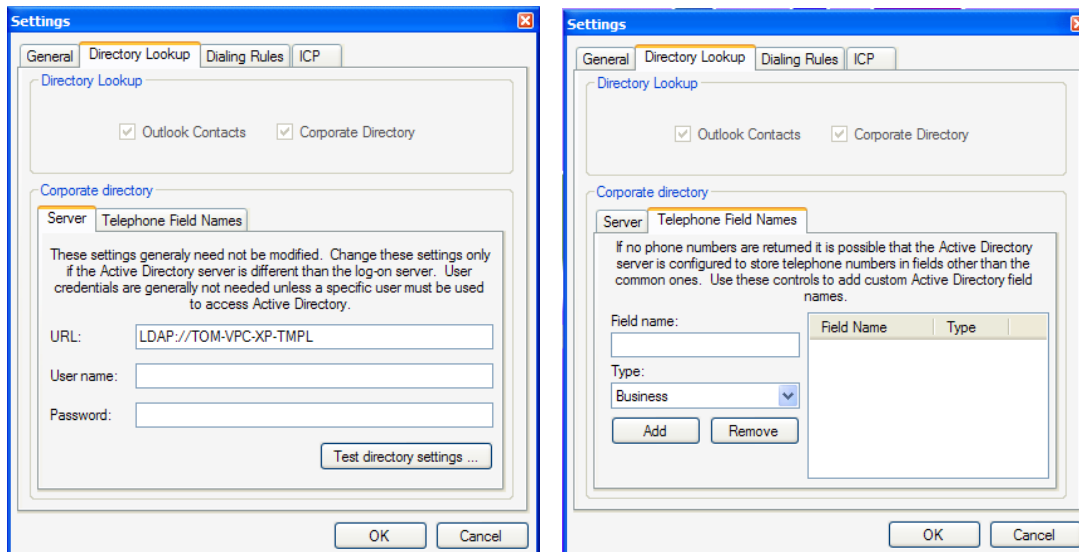 Settings
General Directory Lookup Dialing Rules ICP
Directory Lookup
Outlook Contacts Corporate Directory
Corporate directory
Server Telephone Field Names
These settings generally need not be modified. Change these settings only
if the Active Directory server is different than the log-on server. User
credentials are generally not needed unless a specific user must be used
to access Active Directory.
URL: LDAP://TOM-VPC-XP-TMPL
User name:
Password:
Test directory settings ...
OK Cancel
Settings
General Directory Lookup Dialing Rules ICP
Directory Lookup
Outlook Contacts Corporate Directory
Corporate directory
Server Telephone Field Names
If no phone numbers are returned it is possible that the Active Directory
server is configured to store telephone numbers in fields other than the
common ones. Use these controls to add custom Active Directory field
names.
Field name:
Field Name Type
Type:
Business
Add Remove
OK Cancel